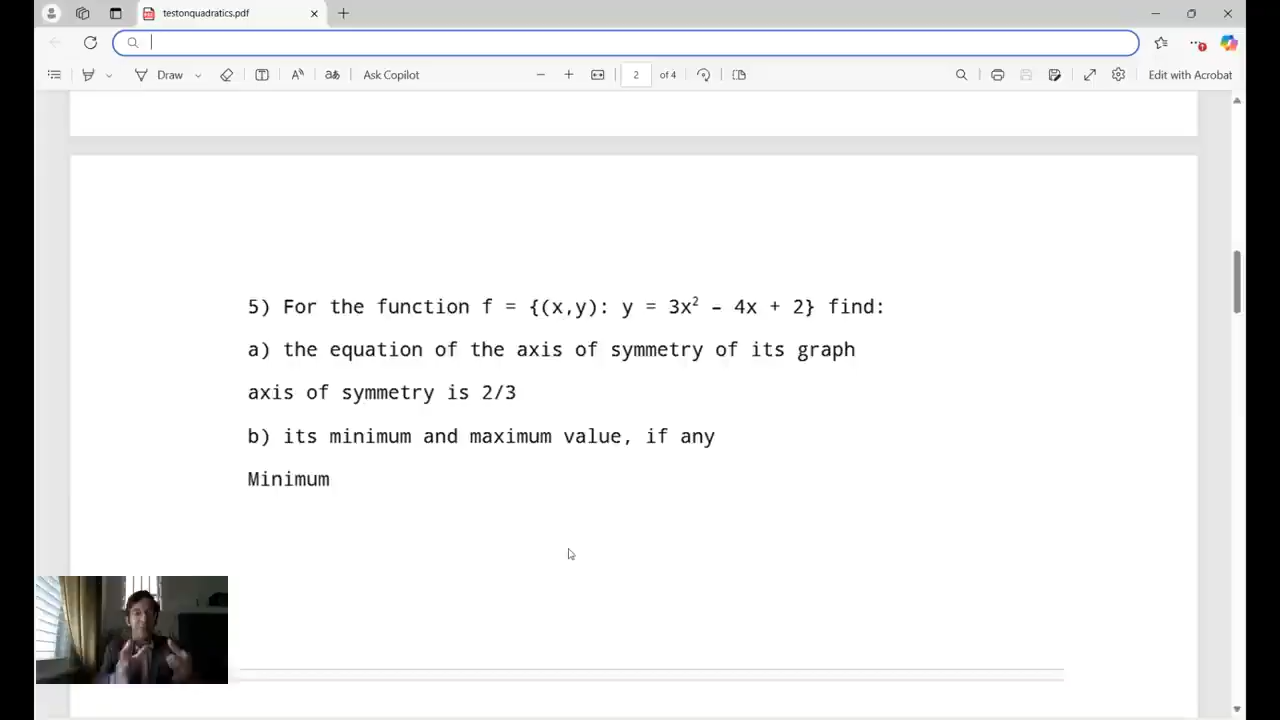 testonquadratics.pdf
Draw
Ask Copilot
2 of 4
Edit with Acrobat
5) For the function f = {(x,y): y = 3x² – 4x + 2} find:
a) the equation of the axis of symmetry of its graph
axis of symmetry is 2/3
b) its minimum and maximum value, if any
Minimum